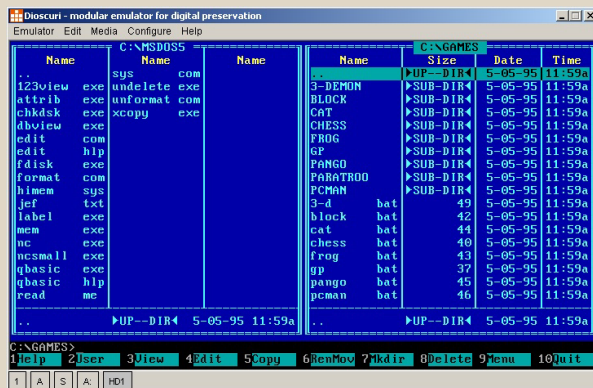 Dioscuri - modular emulator for digital preservation
Emulator Edit Media Configure Help
C:\MSDOS5 C:\GAMES
Name Name Name Name Size Date Time
.. sys com .. ►UP--DIR◄ 5-05-95 11:59a
123view exe undelete exe 3-DEMON ►SUB-DIR◄ 5-05-95 11:59a
attrib exe unformat com BLOCK ►SUB-DIR◄ 5-05-95 11:59a
chkdsk exe xcopy exe CAT ►SUB-DIR◄ 5-05-95 11:59a
dbview exe CHESS ►SUB-DIR◄ 5-05-95 11:59a
edit com FROG ►SUB-DIR◄ 5-05-95 11:59a
edit hlp GP ►SUB-DIR◄ 5-05-95 11:59a
fdisk exe PANGO ►SUB-DIR◄ 5-05-95 11:59a
format com PARATROO ►SUB-DIR◄ 5-05-95 11:59a
himem sys PCMAN ►SUB-DIR◄ 5-05-95 11:59a
jef txt 3-d bat 49 5-05-95 11:59a
label exe block bat 42 5-05-95 11:59a
mem exe cat bat 44 5-05-95 11:59a
nc exe chess bat 40 5-05-95 11:59a
ncsmall exe frog bat 43 5-05-95 11:59a
qbasic exe gp bat 37 5-05-95 11:59a
qbasic hlp pango bat 45 5-05-95 11:59a
read me pcman bat 46 5-05-95 11:59a
.. ►UP--DIR◄ 5-05-95 11:59a .. ►UP--DIR◄ 5-05-95 11:59a
C:\GAMES>
1Help 2User 3View 4Edit 5Copy 6RenMov 7Mkdir 8Delete 9Menu 10Quit
1 A S A: HD1